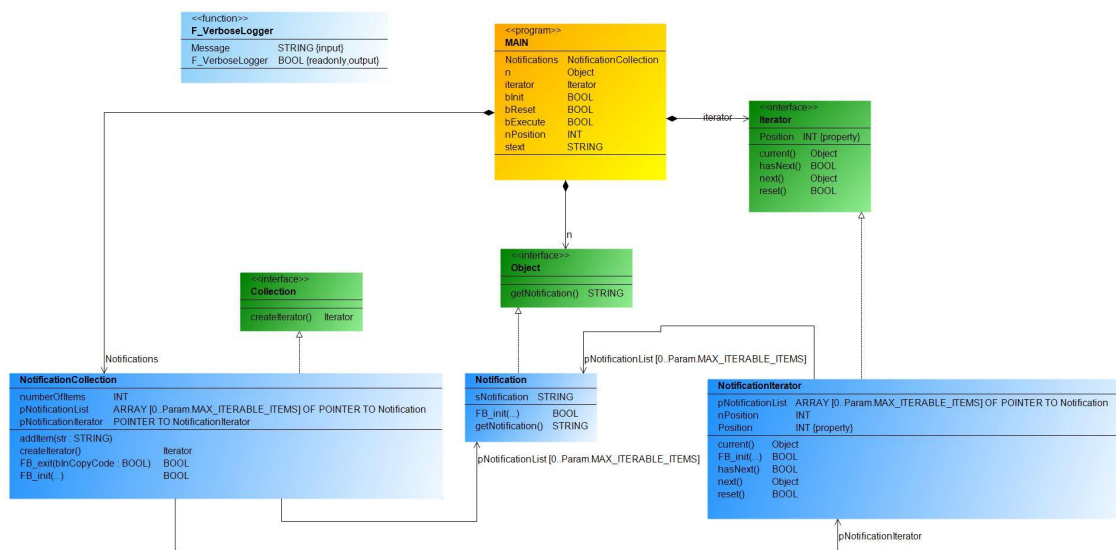 <<function>>
F_VerboseLogger
Message STRING {input}
F_VerboseLogger BOOL {readonly,output}
<<program>>
MAIN
Notifications NotificationCollection
n Object
iterator Iterator
bInit BOOL
bReset BOOL
bExecute BOOL
nPosition INT
stext STRING
iterator
<<interface>>
Iterator
Position INT {property}
current() Object
hasNext() BOOL
next() Object
reset() BOOL
n
<<interface>>
Collection
createIterator() Iterator
<<interface>>
Object
getNotification() STRING
Notifications
pNotificationList [0..Param.MAX_ITERABLE_ITEMS]
NotificationCollection
numberOfItems INT
pNotificationList ARRAY [0..Param.MAX_ITERABLE_ITEMS] OF POINTER TO Notification
pNotificationIterator POINTER TO NotificationIterator
addItem(str : STRING)
createIterator() Iterator
FB_exit(bInCopyCode : BOOL) BOOL
FB_init(...) BOOL
Notification
sNotification STRING
FB_init(...) BOOL
getNotification() STRING
pNotificationList [0..Param.MAX_ITERABLE_ITEMS]
NotificationIterator
pNotificationList ARRAY [0..Param.MAX_ITERABLE_ITEMS] OF POINTER TO Notification
nPosition INT
Position INT {property}
current() Object
FB_init(...) BOOL
hasNext() BOOL
next() Object
reset() BOOL
pNotificationIterator